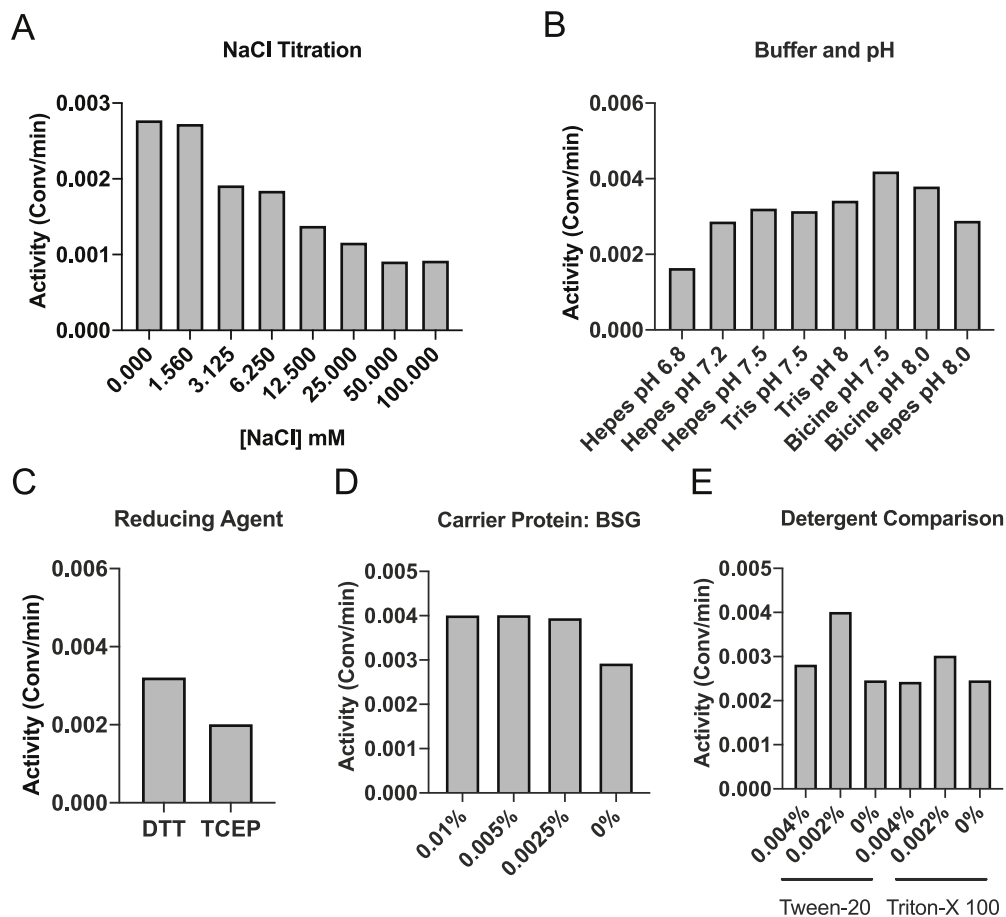 A
NaCl Titration
Activity (Conv/min)
0.003
0.002
0.001
0.000
0.000
1.560
3.125
6.250
12.500
25.000
50.000
100.000
[NaCl] mM
B
Buffer and pH
Activity (Conv/min)
0.006
0.004
0.002
0.000
Hepes pH 6.8
Hepes pH 7.2
Hepes pH 7.5
Tris pH 7.5
Tris pH 8
Bicine pH 7.5
Bicine pH 8.0
Hepes pH 8.0
C
Reducing Agent
Activity (Conv/min)
0.006
0.004
0.002
0.000
DTT
TCEP
D
Carrier Protein: BSG
Activity (Conv/min)
0.005
0.004
0.003
0.002
0.001
0.000
0.01%
0.005%
0.0025%
0%
E
Detergent Comparison
Activity (Conv/min)
0.005
0.004
0.003
0.002
0.001
0.000
0.004%
0.002%
0%
0.004%
0.002%
0%
Tween-20
Triton-X 100